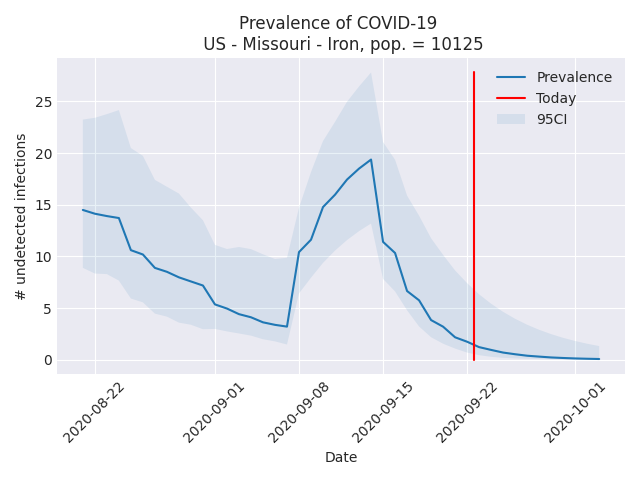 Prevalence of COVID-19
US - Missouri - Iron, pop. = 10125
Prevalence
Today
95CI
# undetected infections
25
20
15
10
5
0
2020-08-22
2020-09-01
2020-09-08
2020-09-15
2020-09-22
2020-10-01
Date